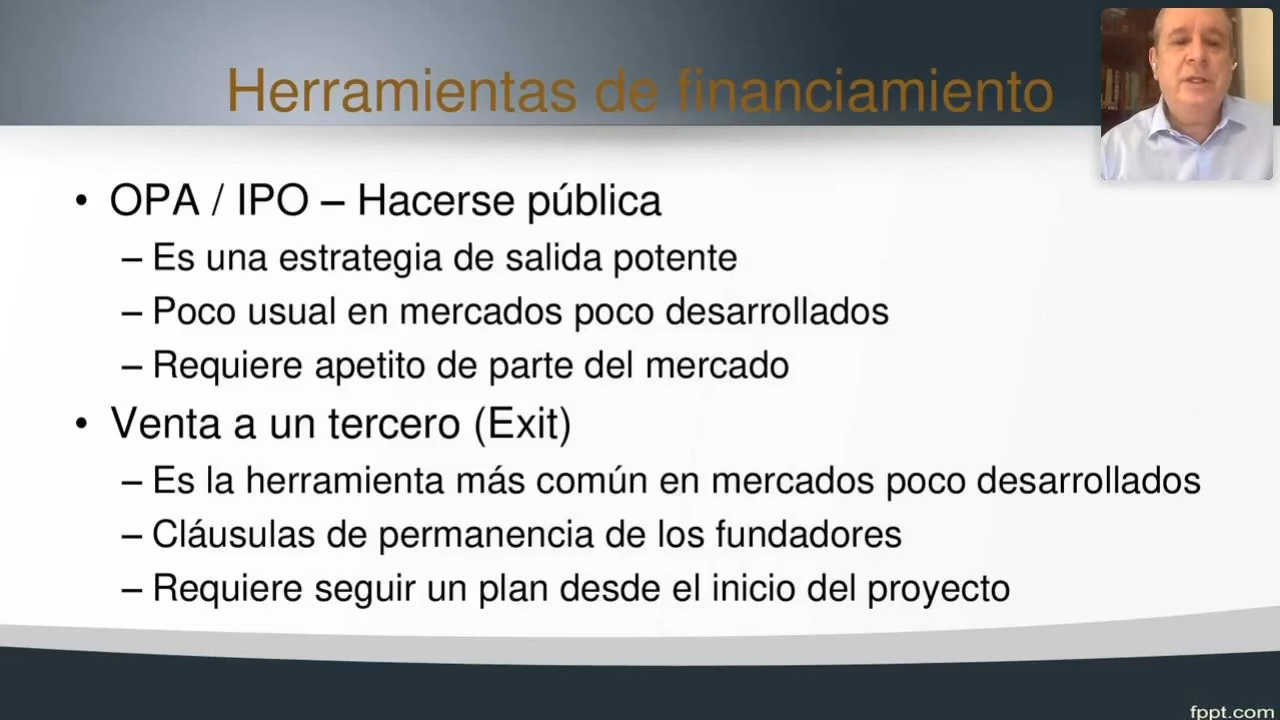 Herramientas de financiamiento
• OPA / IPO – Hacerse pública
– Es una estrategia de salida potente
– Poco usual en mercados poco desarrollados
– Requiere apetito de parte del mercado
• Venta a un tercero (Exit)
– Es la herramienta más común en mercados poco desarrollados
– Cláusulas de permanencia de los fundadores
– Requiere seguir un plan desde el inicio del proyecto
fppt.com